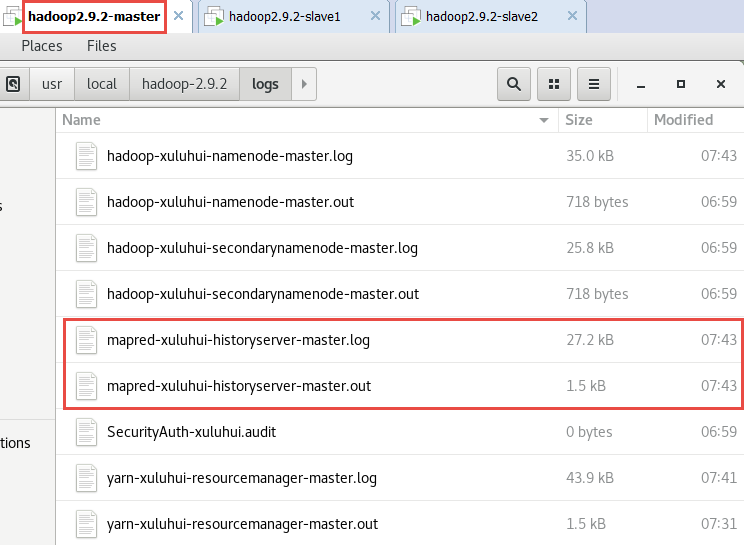 hadoop2.9.2-master × hadoop2.9.2-slave1 × hadoop2.9.2-slave2 ×
Places Files
usr local hadoop-2.9.2 logs
Name Size Modified
hadoop-xuluhui-namenode-master.log 35.0 kB 07:43
hadoop-xuluhui-namenode-master.out 718 bytes 06:59
hadoop-xuluhui-secondarynamenode-master.log 25.8 kB 06:59
hadoop-xuluhui-secondarynamenode-master.out 718 bytes 06:59
mapred-xuluhui-historyserver-master.log 27.2 kB 07:43
mapred-xuluhui-historyserver-master.out 1.5 kB 07:43
SecurityAuth-xuluhui.audit 0 bytes 06:59
tions
yarn-xuluhui-resourcemanager-master.log 43.9 kB 07:41
yarn-xuluhui-resourcemanager-master.out 1.5 kB 07:31